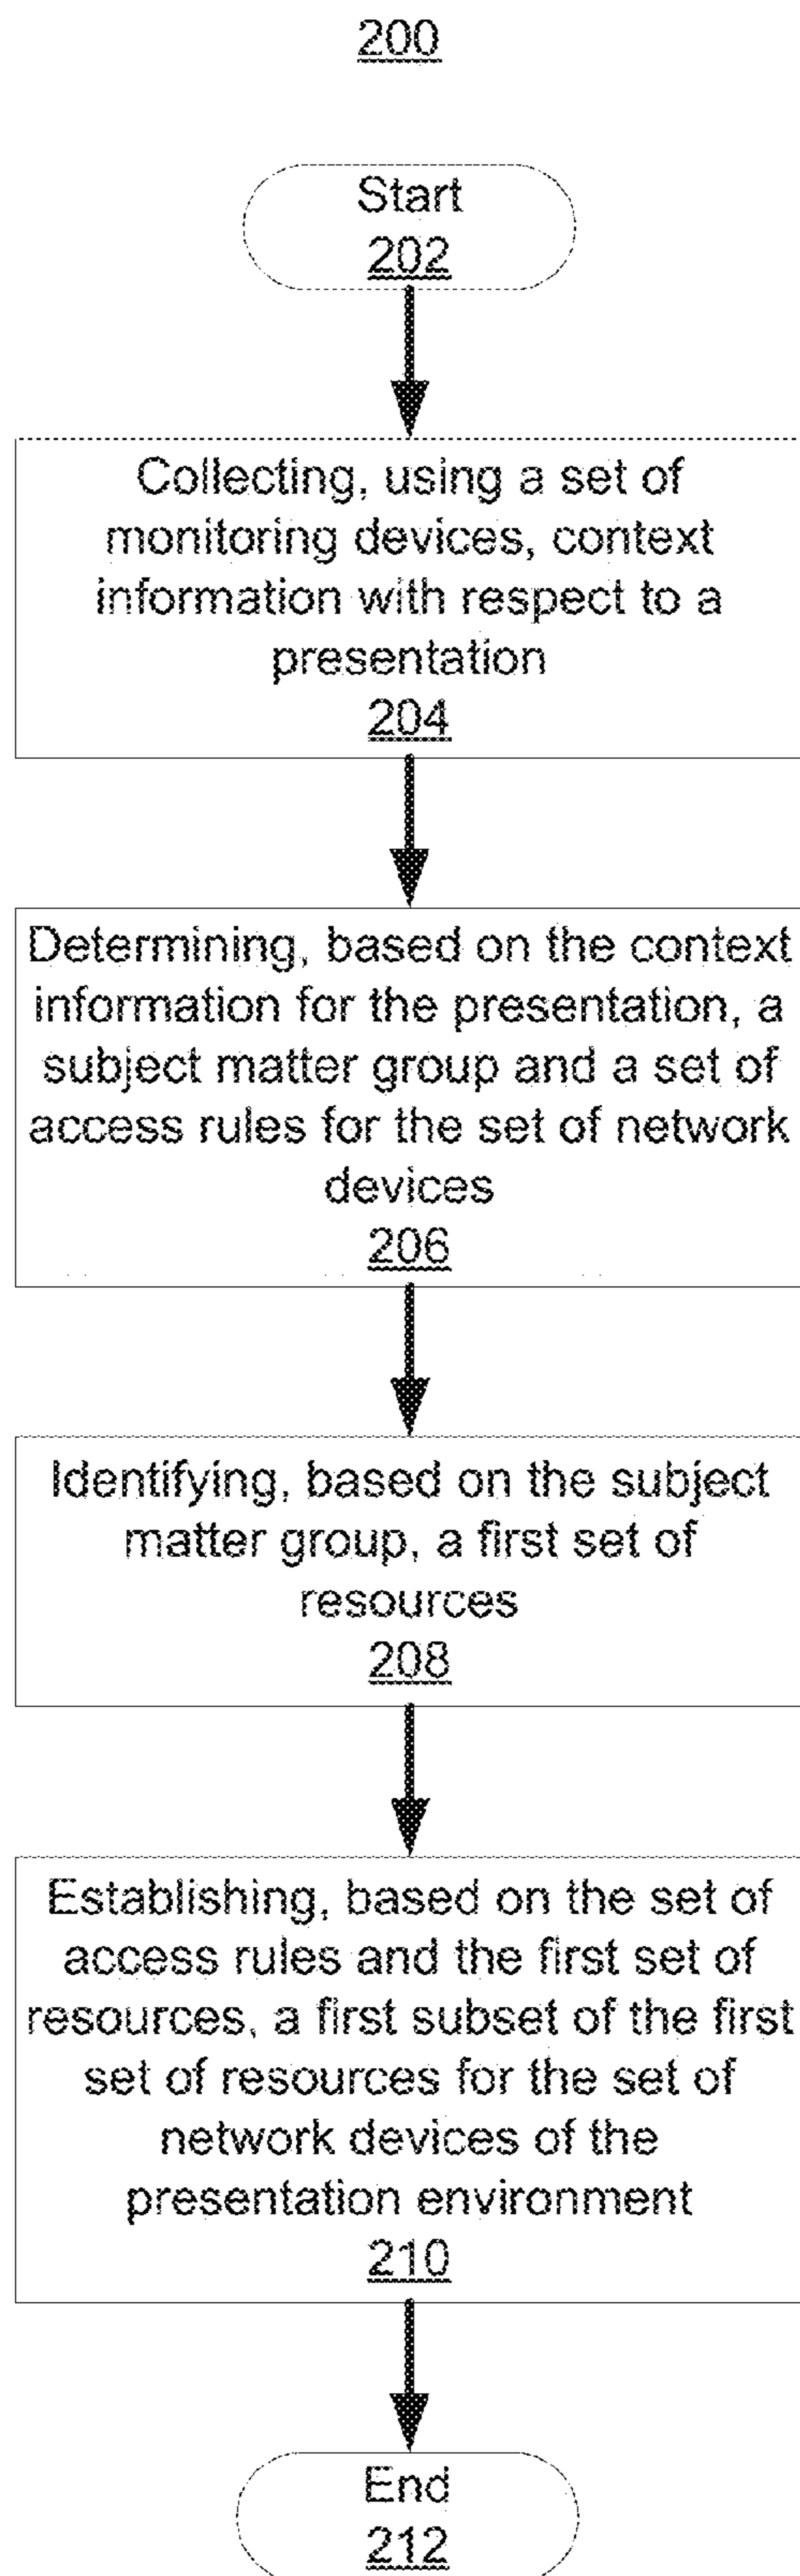 200
Start
202
Collecting, using a set of
monitoring devices, context
information with respect to a
presentation
204
Determining, based on the context
information for the presentation, a
subject matter group and a set of
access rules for the set of network
devices
206
Identifying, based on the subject
matter group, a first set of
resources
208
Establishing, based on the set of
access rules and the first set of
resources, a first subset of the first
set of resources for the set of
network devices of the
presentation environment
210
End
212